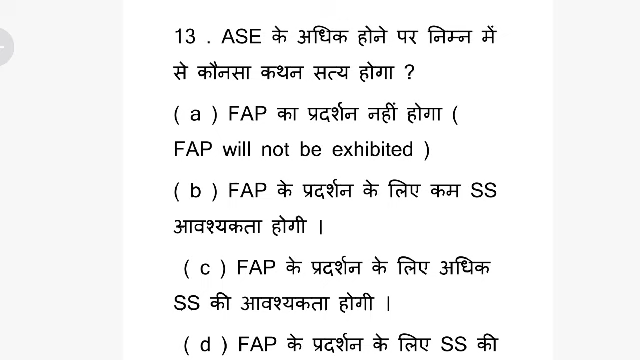 13 . ASE के अधिक होने पर निम्न में
से कौनसा कथन सत्य होगा ?
( a ) FAP का प्रदर्शन नहीं होगा (
FAP will not be exhibited )
( b ) FAP के प्रदर्शन के लिए कम SS
आवश्यकता होगी ।
( c ) FAP के प्रदर्शन के लिए अधिक
SS की आवश्यकता होगी ।
( d ) FAP के प्रदर्शन के लिए SS की